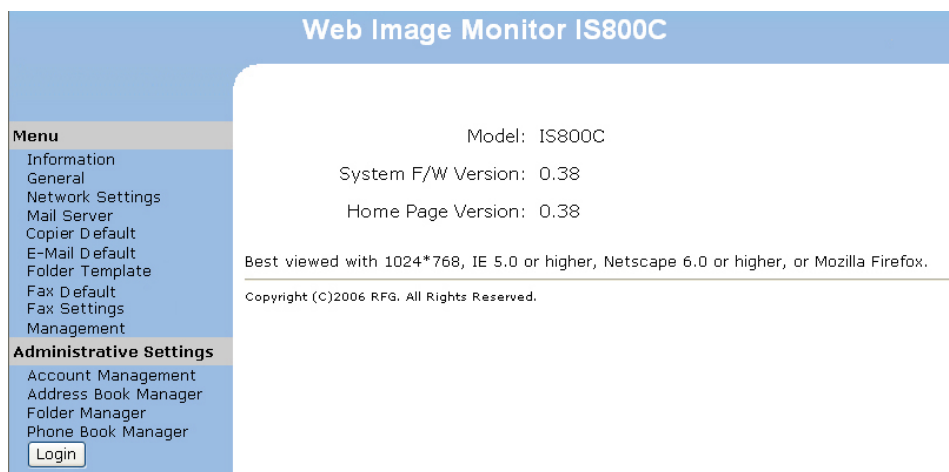 Web Image Monitor IS800C
Menu
Information
General
Network Settings
Mail Server
Copier Default
E-Mail Default
Folder Template
Fax Default
Fax Settings
Management
Administrative Settings
Account Management
Address Book Manager
Folder Manager
Phone Book Manager
Login
Model: IS800C
System F/W Version: 0.38
Home Page Version: 0.38
Best viewed with 1024*768, IE 5.0 or higher, Netscape 6.0 or higher, or Mozilla Firefox.
Copyright (C)2006 RFG. All Rights Reserved.